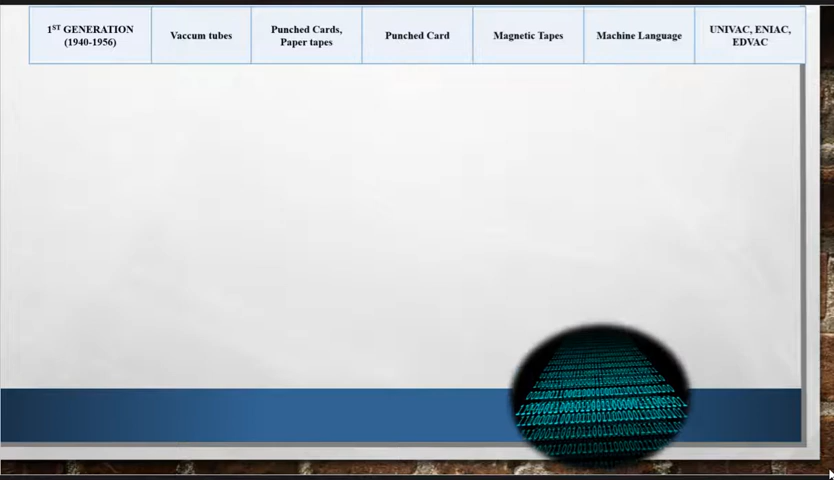 1ST GENERATION
(1940-1956)
Vaccum tubes
Punched Cards,
Paper tapes
Punched Card
Magnetic Tapes
Machine Language
UNIVAC, ENIAC,
EDVAC